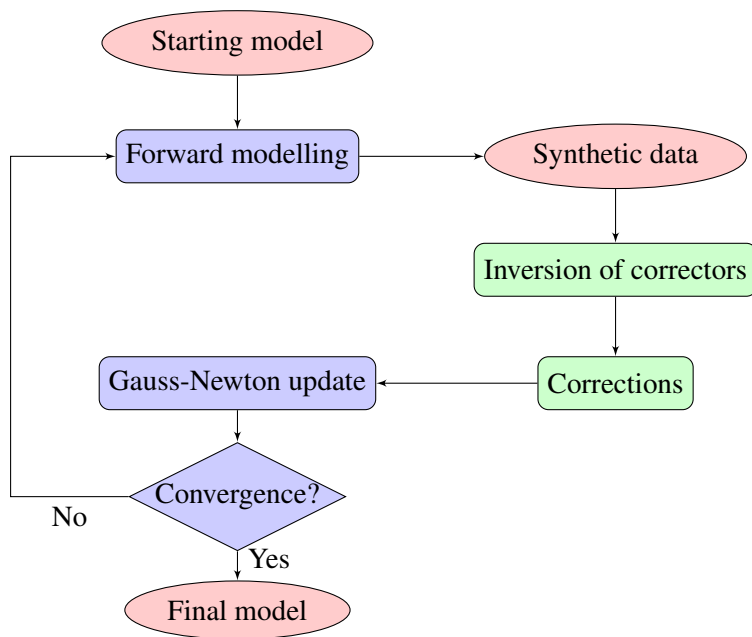 Starting model
Forward modelling
Synthetic data
Inversion of correctors
Gauss-Newton update
Corrections
Convergence?
No
Yes
Final model